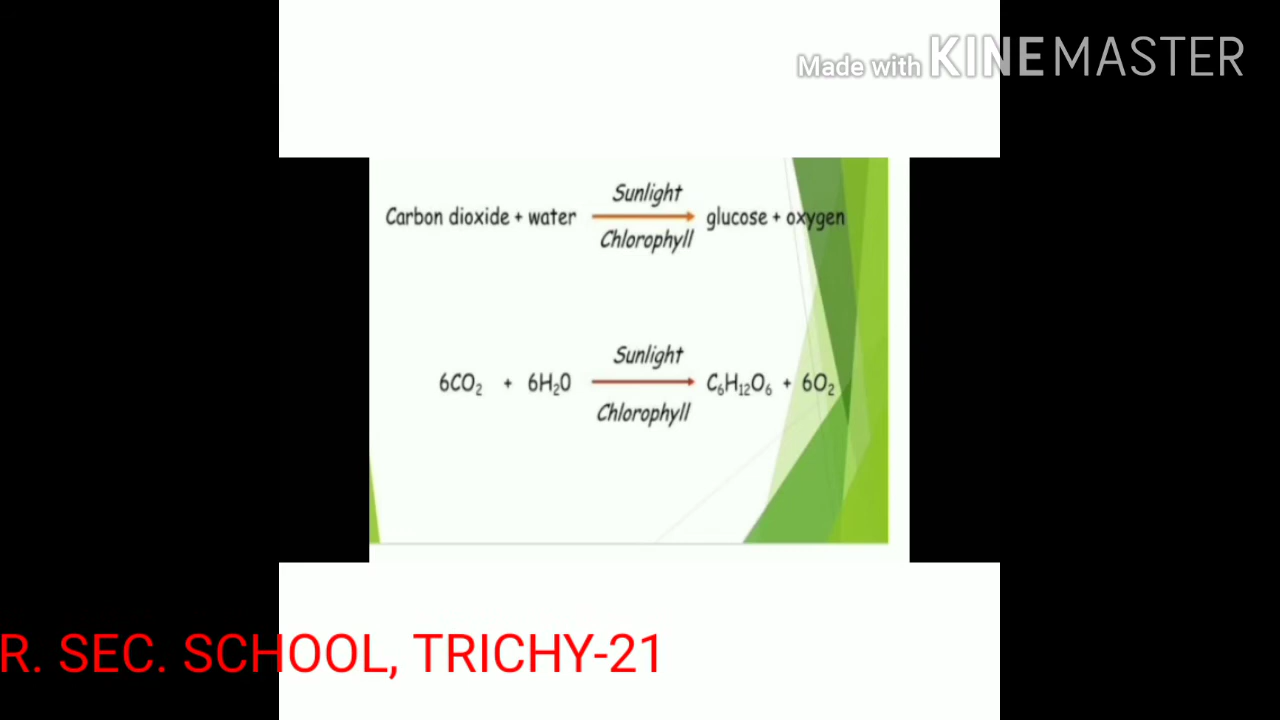 Made with KINEMASTER
Sunlight
Carbon dioxide + water → glucose + oxygen
Chlorophyll
Sunlight
6CO₂ + 6H₂0 → C₆H₁₂O₆ + 6O₂
Chlorophyll
R. SEC. SCHOOL, TRICHY-21